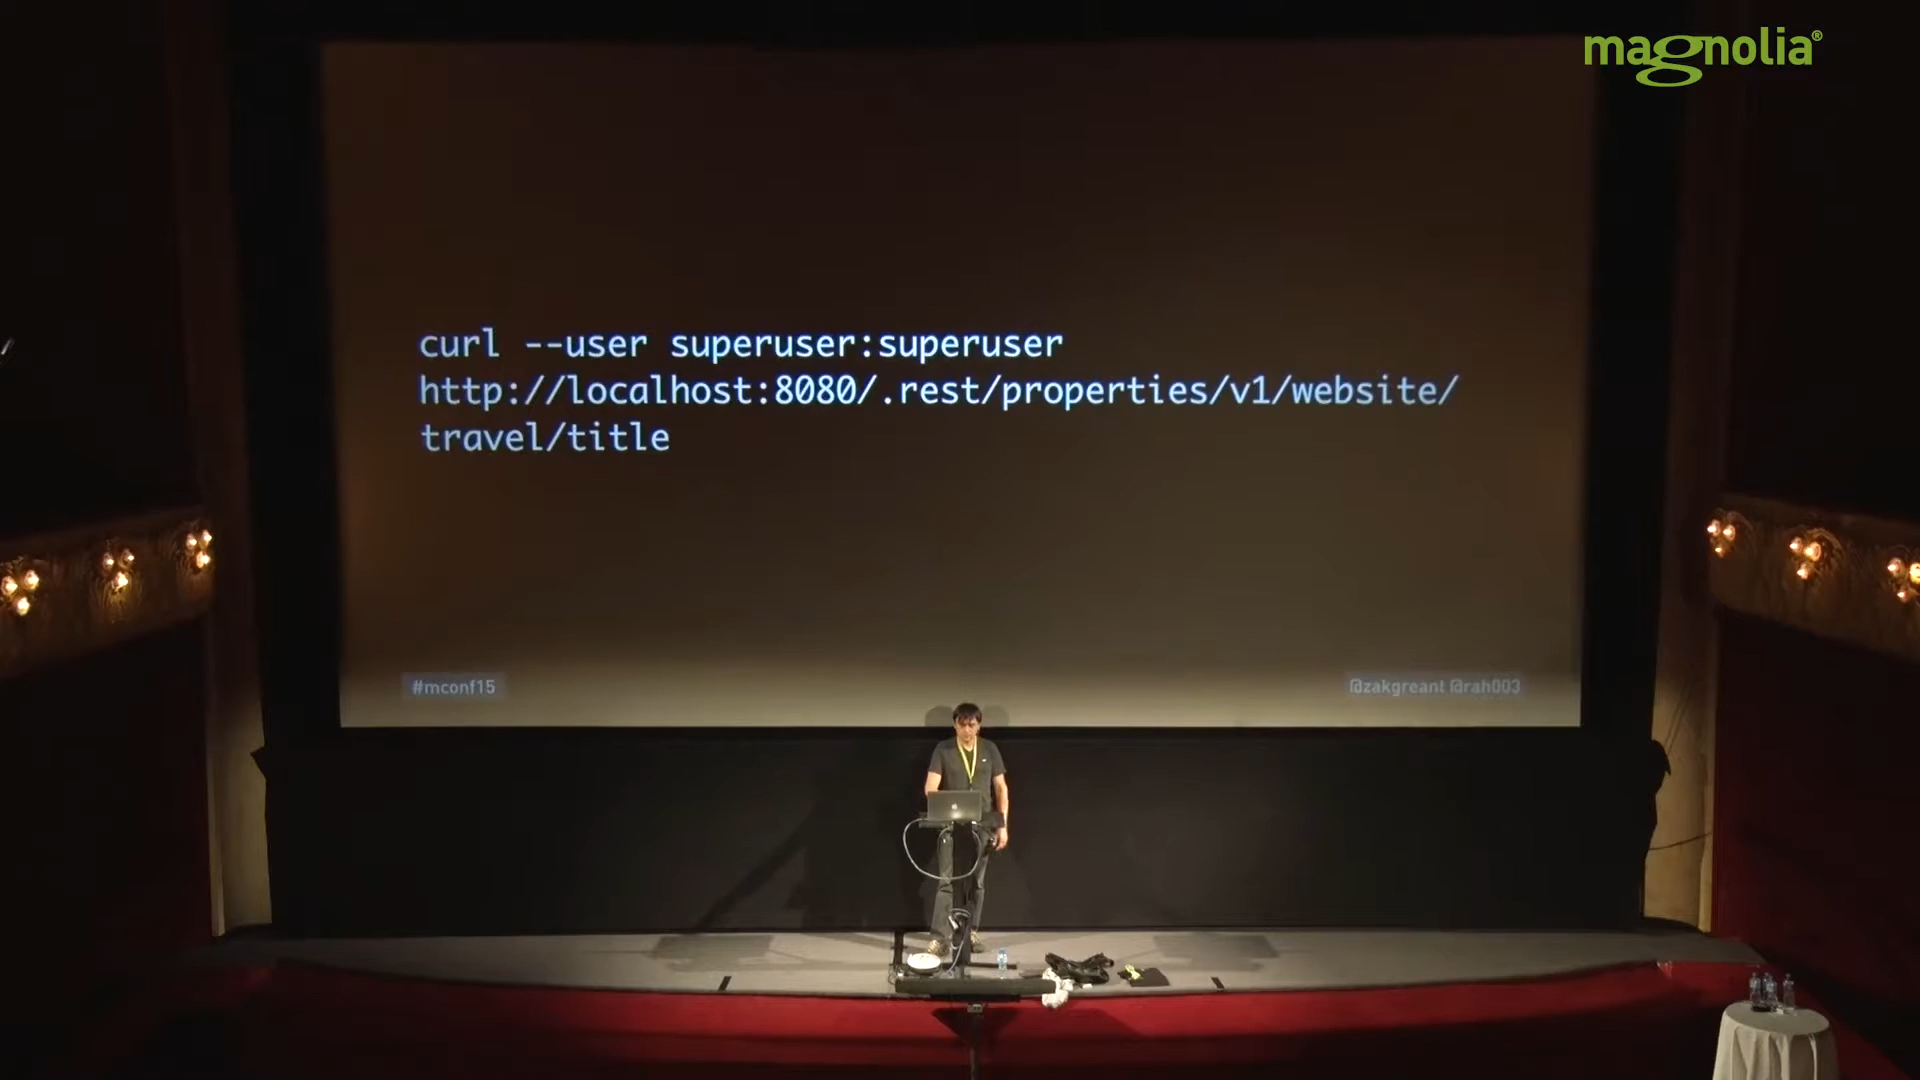 magnolia®
curl --user superuser:superuser
http://localhost:8080/.rest/properties/v1/website/
travel/title
#mconf15
@zakgreant @rah003